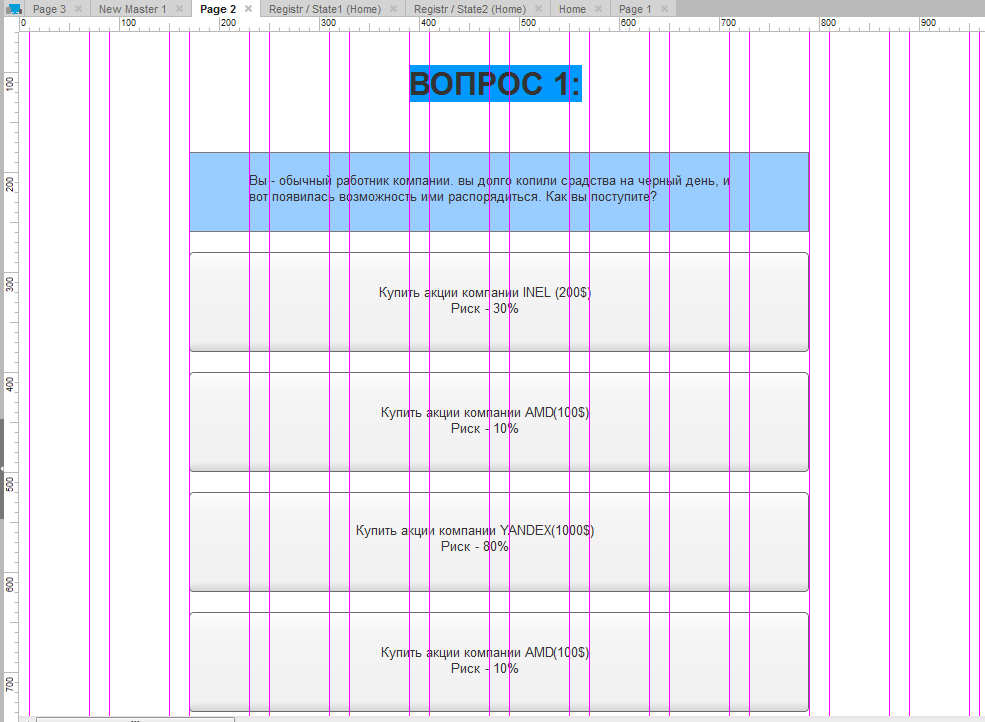 Page 3 New Master 1 Page 2 Registr / State1 (Home) Registr / State2 (Home) Home Page 1
0 100 200 300 400 500 600 700 800 900
100
200
300
400
500
600
700
ВОПРОС 1:
Вы - обычный работник компании. вы долго копили срадства на черный день, и
вот появилась возможность ими распорядиться. Как вы поступите?
Купить акции компании INEL (200$)
Риск - 30%
Купить акции компании AMD(100$)
Риск - 10%
Купить акции компании YANDEX(1000$)
Риск - 80%
Купить акции компании AMD(100$)
Риск - 10%